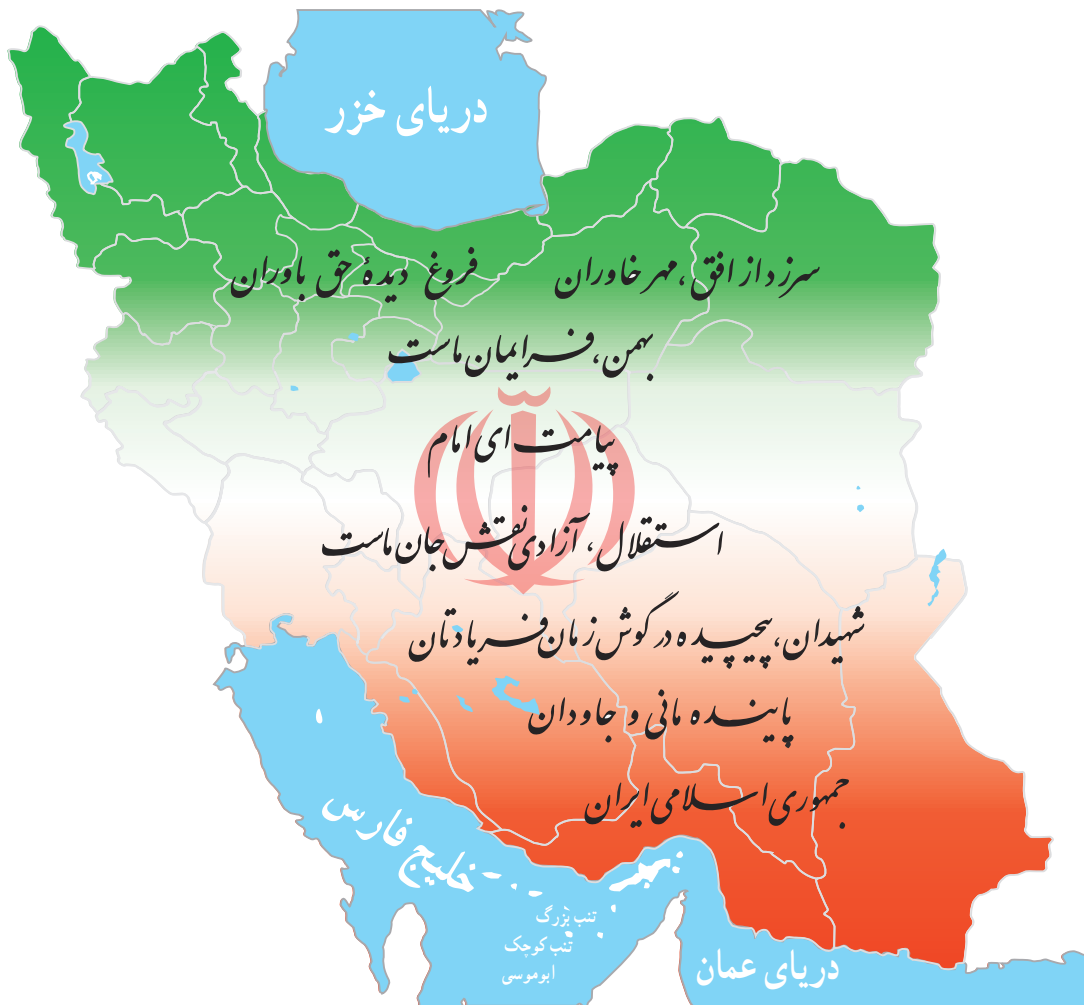 دریای خزر
سرزد از افق، مهر خاوران فروغ دیدهٔ حق باوران
بهمن، فر ایمان ماست
پیامت ای امام
استقلال، آزادی نقش جان ماست
شهیدان، پیچیده در گوش زمان فریادتان
پاینده مانی و جاودان
جمهوری اسلامی ایران
خلیج فارس
تنب بزرگ
تنب کوچک
ابوموسی
دریای عمان